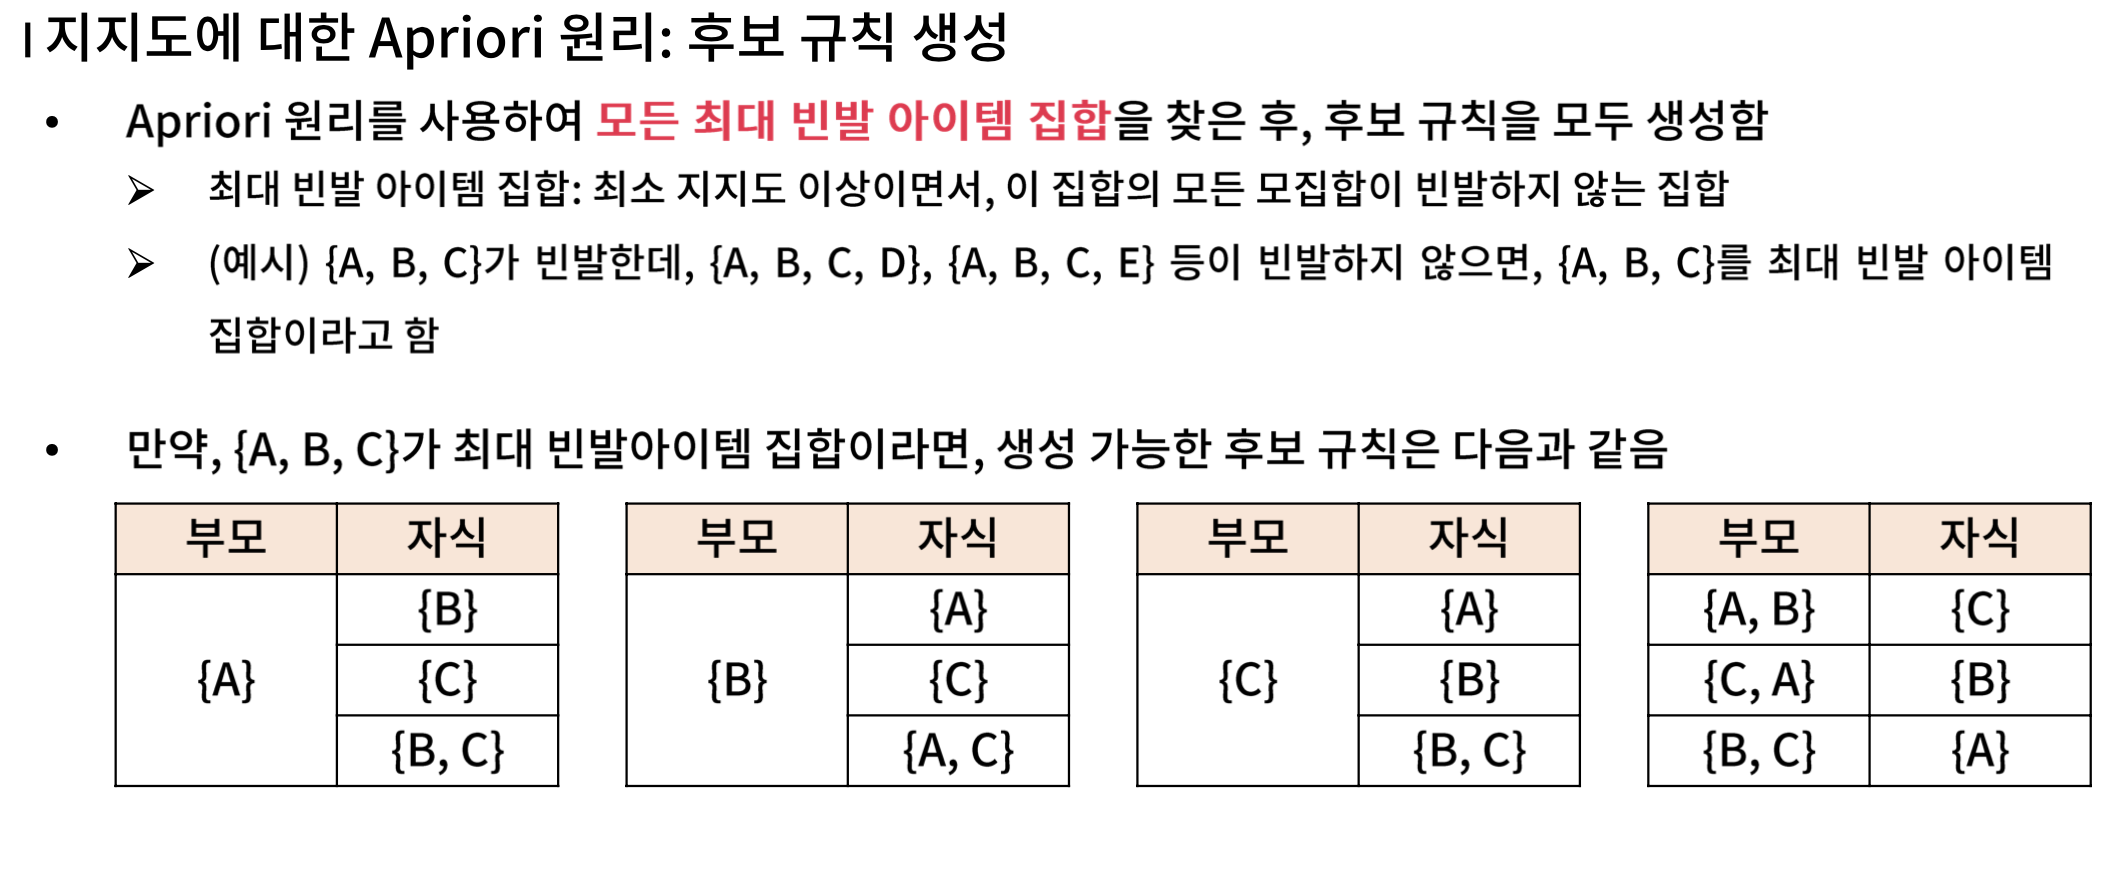 I 지지도에 대한 Apriori 원리: 후보 규칙 생성
• Apriori 원리를 사용하여 모든 최대 빈발 아이템 집합을 찾은 후, 후보 규칙을 모두 생성함
➢ 최대 빈발 아이템 집합: 최소 지지도 이상이면서, 이 집합의 모든 모집합이 빈발하지 않는 집합
➢ (예시) {A, B, C}가 빈발한데, {A, B, C, D}, {A, B, C, E} 등이 빈발하지 않으면, {A, B, C}를 최대 빈발 아이템
집합이라고 함
• 만약, {A, B, C}가 최대 빈발아이템 집합이라면, 생성 가능한 후보 규칙은 다음과 같음
부모 자식 부모 자식 부모 자식 부모 자식
{B} {A} {A} {A, B} {C}
{A} {C} {B} {C} {C} {B} {C, A} {B}
{B, C} {A, C} {B, C} {B, C} {A}